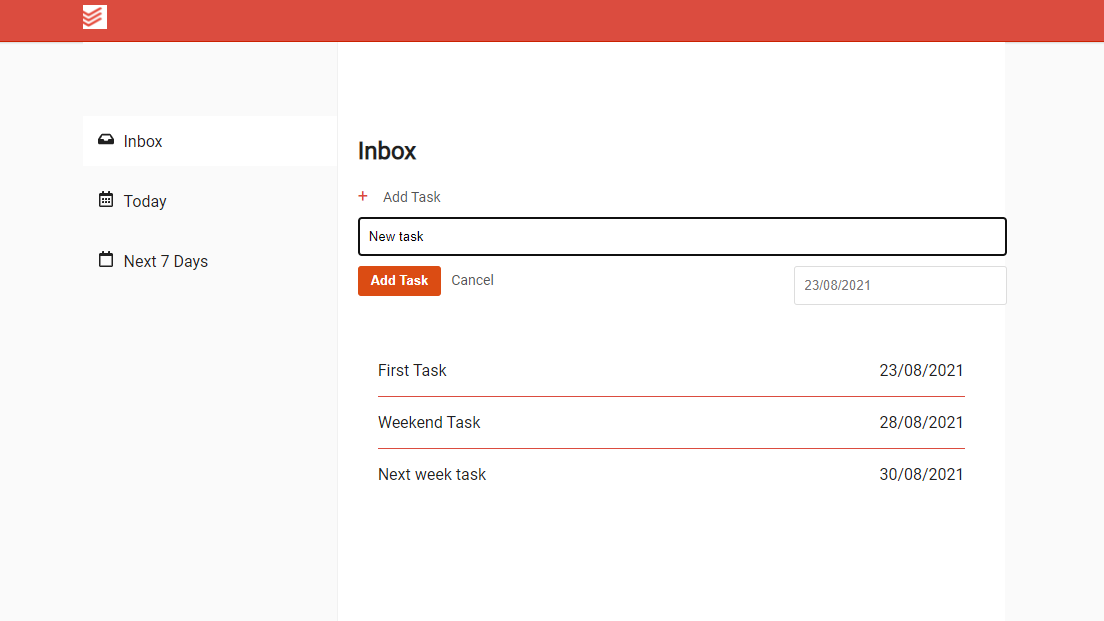 Inbox
Today
Next 7 Days
Inbox
+ Add Task
New task
Add Task Cancel 23/08/2021
First Task 23/08/2021
Weekend Task 28/08/2021
Next week task 30/08/2021